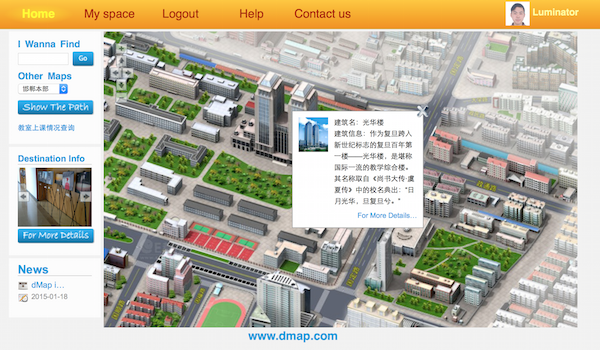 Home My space Logout Help Contact us Luminator
I Wanna Find
Go
Other Maps
邯郸本部
Show The Path
教室上课情况查询
Destination Info
For More Details
News
dMap i...
2015-01-18
建筑名：光华楼
建筑信息：作为复旦跨入
新世纪标志的复旦百年第
一楼——光华楼，是堪称
国际一流的教学综合楼。
其名称取自《尚书大传·虞
夏传》中的校名典出："日
月光华，旦复旦兮。"
For More Details...
www.dmap.com